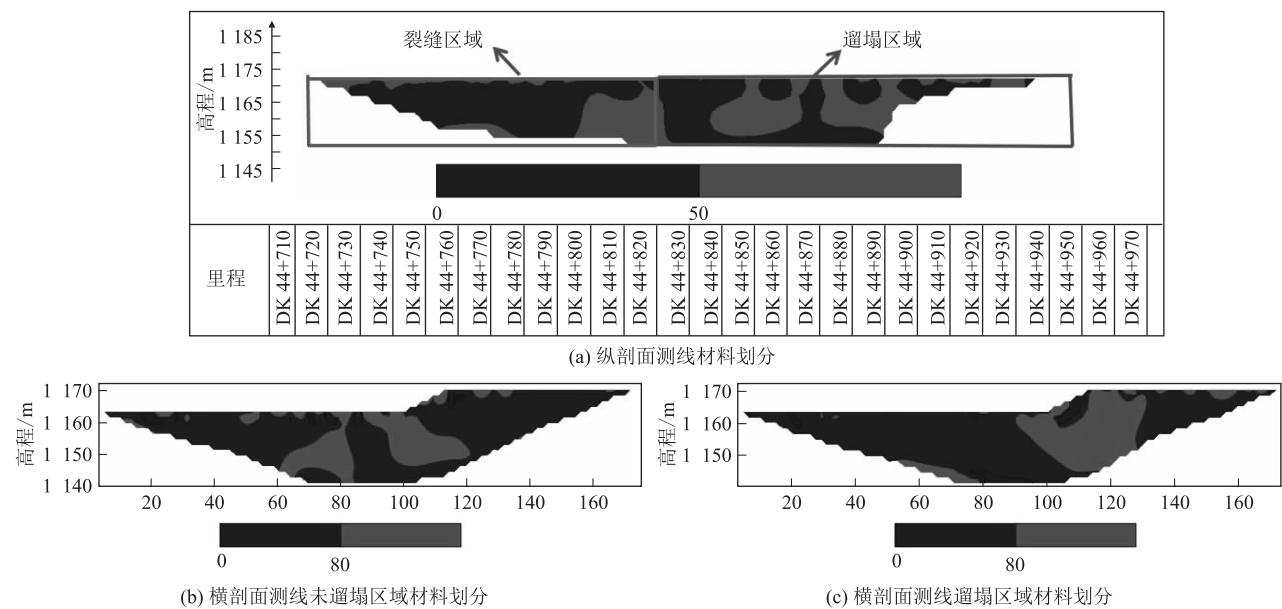 1 185
1 175
1 165
1 155
1 145
高程/m
裂缝区域
遛塌区域
0 50
里程
DK 44+710
DK 44+720
DK 44+730
DK 44+740
DK 44+750
DK 44+760
DK 44+770
DK 44+780
DK 44+790
DK 44+800
DK 44+810
DK 44+820
DK 44+830
DK 44+840
DK 44+850
DK 44+860
DK 44+870
DK 44+880
DK 44+890
DK 44+900
DK 44+910
DK 44+920
DK 44+930
DK 44+940
DK 44+950
DK 44+960
DK 44+970
(a) 纵剖面测线材料划分
1 170
1 160
1 150
1 140
高程/m
20 40 60 80 100 120 140 160
0 80
(b) 横剖面测线未遛塌区域材料划分
1 170
1 160
1 150
高程/m
20 40 60 80 100 120 140 160
0 80
(c) 横剖面测线遛塌区域材料划分